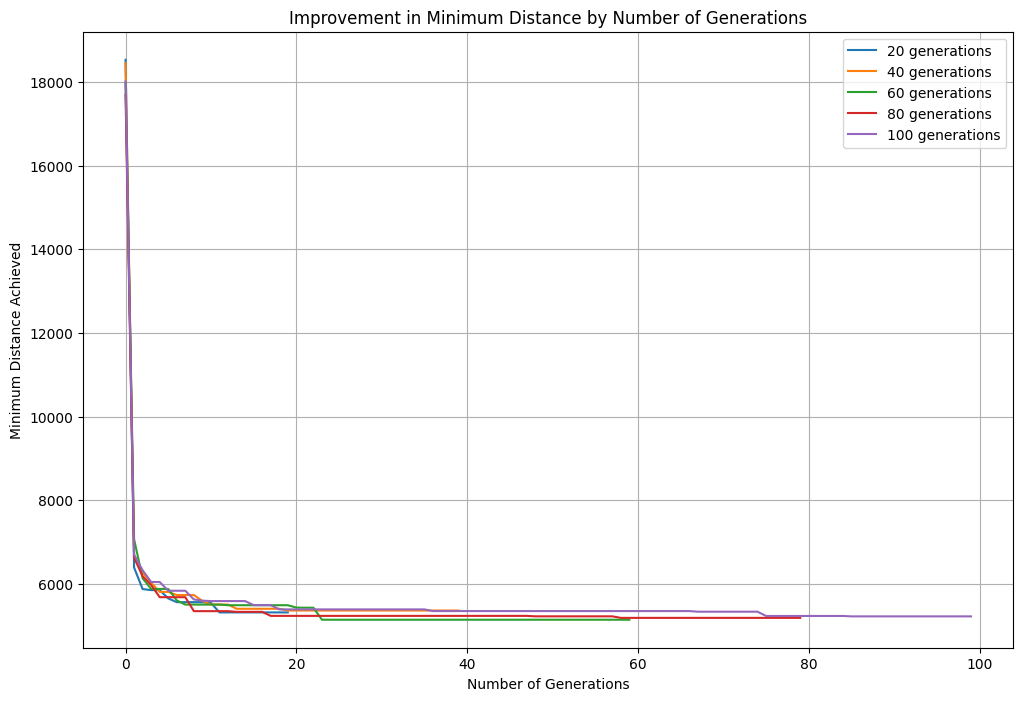 Improvement in Minimum Distance by Number of Generations
20 generations
40 generations
60 generations
80 generations
100 generations
Minimum Distance Achieved
18000
16000
14000
12000
10000
8000
6000
0 20 40 60 80 100
Number of Generations